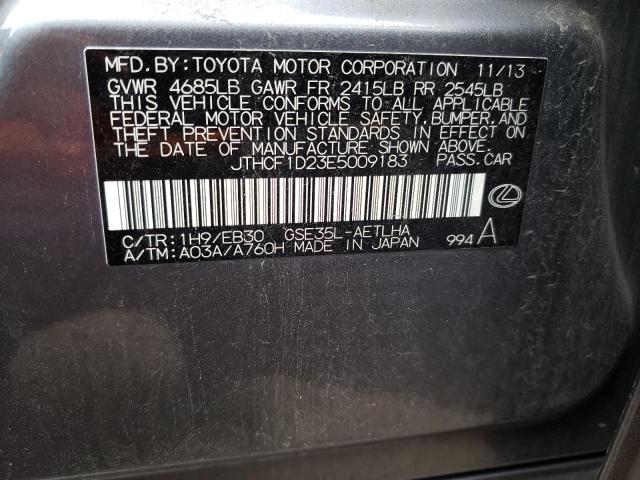 MFD. BY: TOYOTA MOTOR CORPORATION 11/13
GVWR 4685LB GAWR FR 2415LB RR 2545LB
THIS VEHICLE CONFORMS TO ALL APPLICABLE
FEDERAL MOTOR VEHICLE SAFETY, BUMPER, AND
THEFT PREVENTION STANDARDS IN EFFECT ON
THE DATE OF MANUFACTURE SHOWN ABOVE.
JTHCF1D23E5009183 PASS. CAR
C/TR: 1H9/EB30 GSE35L-AETLHA
A/TM: A03A/A760H MADE IN JAPAN 994 A